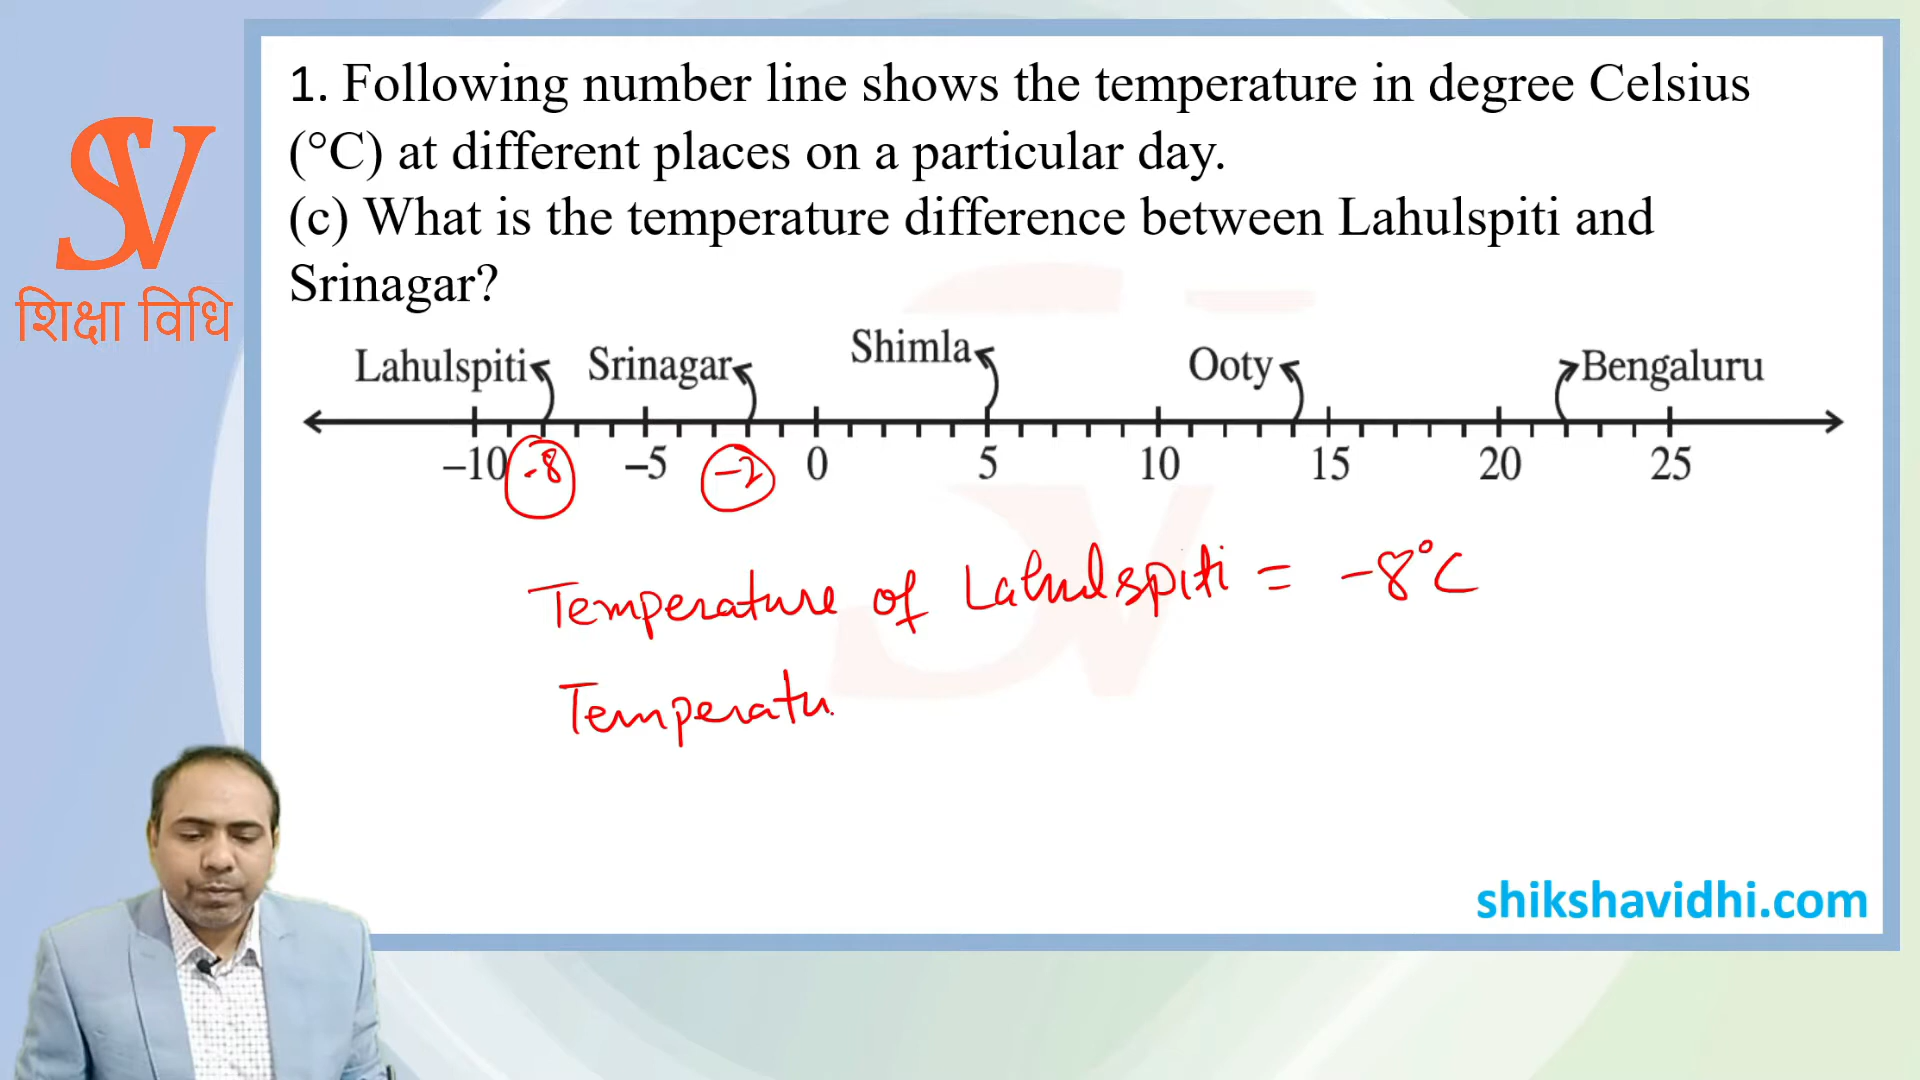 1. Following number line shows the temperature in degree Celsius
(°C) at different places on a particular day.
(c) What is the temperature difference between Lahulspiti and
Srinagar?
SV
शिक्षा विधि
Lahulspiti Srinagar Shimla Ooty Bengaluru
–10 -8 –5 -2 0 5 10 15 20 25
Temperature of Lahulspiti = -8°C
Temperatu
shikshavidhi.com